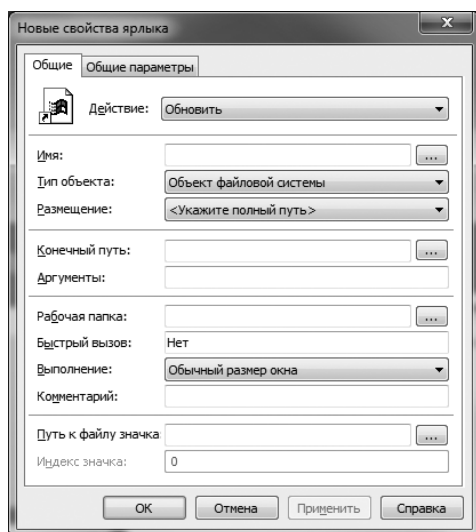 Новые свойства ярлыка
Общие Общие параметры
Действие: Обновить
Имя: ...
Тип объекта: Объект файловой системы
Размещение: <Укажите полный путь>
Конечный путь: ...
Аргументы:
Рабочая папка: ...
Быстрый вызов: Нет
Выполнение: Обычный размер окна
Комментарий:
Путь к файлу значка: ...
Индекс значка: 0
ОК Отмена Применить Справка